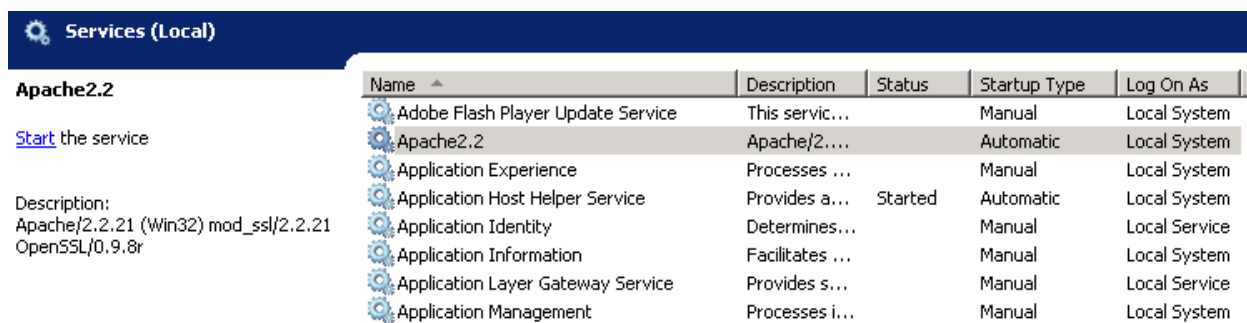 Services (Local)
Apache2.2
Start the service
Description:
Apache/2.2.21 (Win32) mod_ssl/2.2.21
OpenSSL/0.9.8r
Name Description Status Startup Type Log On As
Adobe Flash Player Update Service This servic... Manual Local System
Apache2.2 Apache/2.... Automatic Local System
Application Experience Processes ... Manual Local System
Application Host Helper Service Provides a... Started Automatic Local System
Application Identity Determines... Manual Local Service
Application Information Facilitates ... Manual Local System
Application Layer Gateway Service Provides s... Manual Local Service
Application Management Processes i... Manual Local System